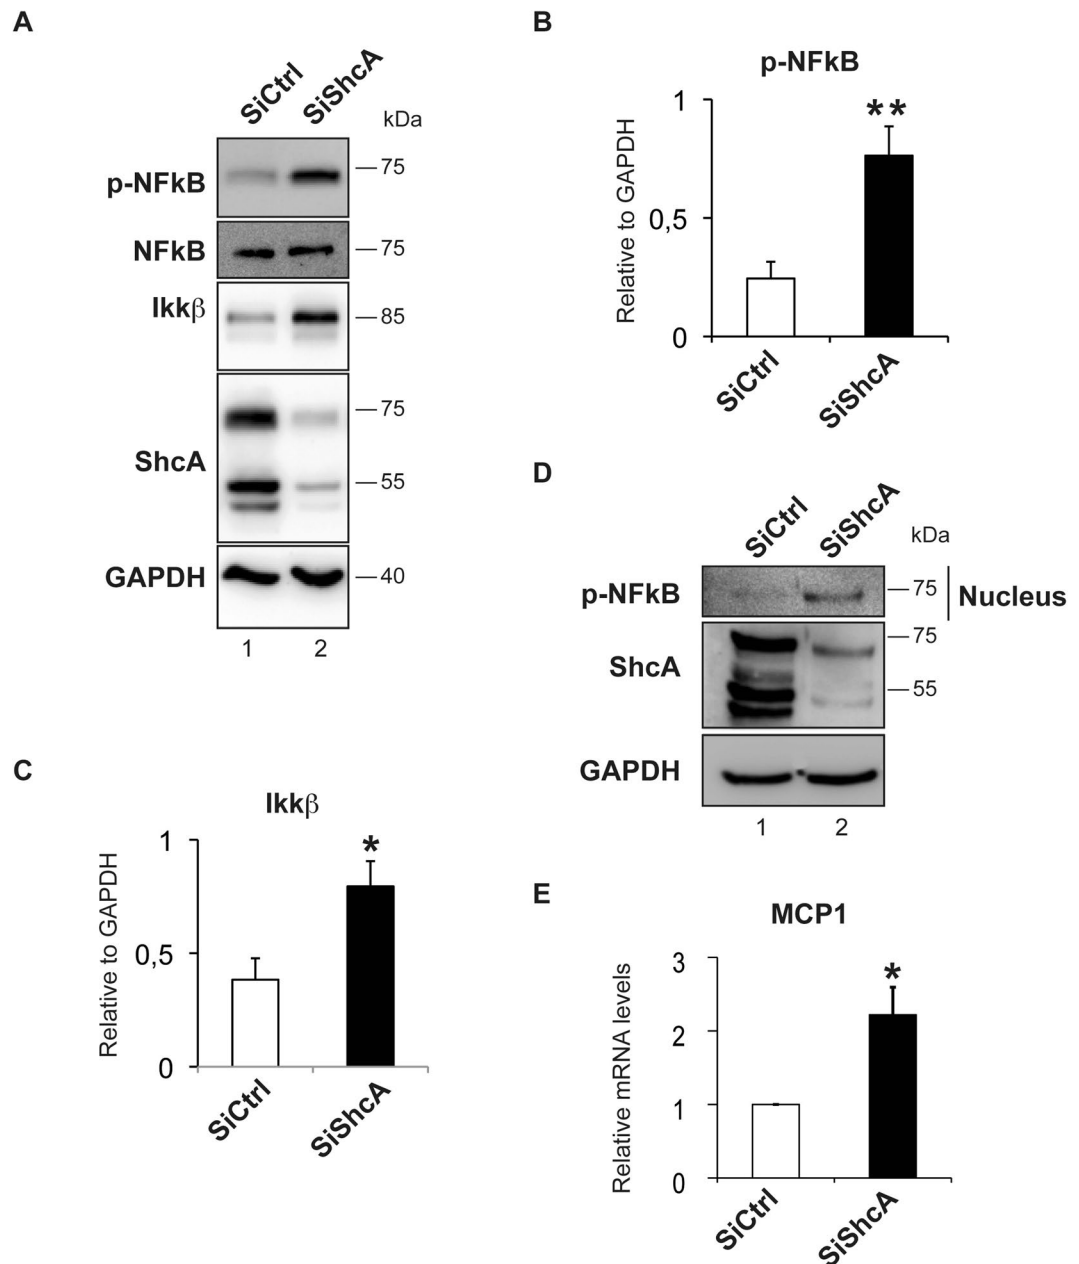 A
SiCtrl
SiShcA
kDa
p-NFkB
75
NFkB
75
Ikkβ
85
ShcA
75
55
GAPDH
40
1 2
B
p-NFkB
Relative to GAPDH
1
0,5
0
SiCtrl
SiShcA
C
Ikkβ
Relative to GAPDH
1
0,5
0
SiCtrl
SiShcA
*
**
D
SiCtrl
SiShcA
kDa
p-NFkB
75
Nucleus
ShcA
75
55
GAPDH
1 2
E
MCP1
Relative mRNA levels
3
2
1
0
*
SiCtrl
SiShcA